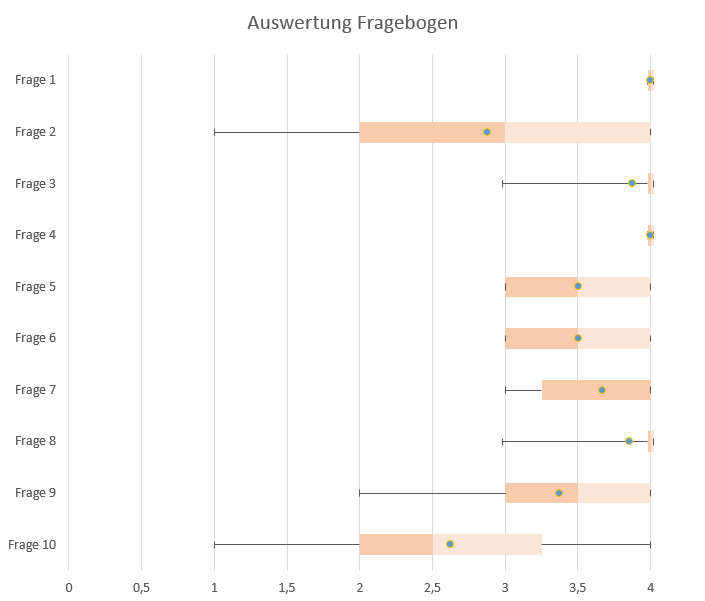 Auswertung Fragebogen
Frage 1
Frage 2
Frage 3
Frage 4
Frage 5
Frage 6
Frage 7
Frage 8
Frage 9
Frage 10
0 0,5 1 1,5 2 2,5 3 3,5 4